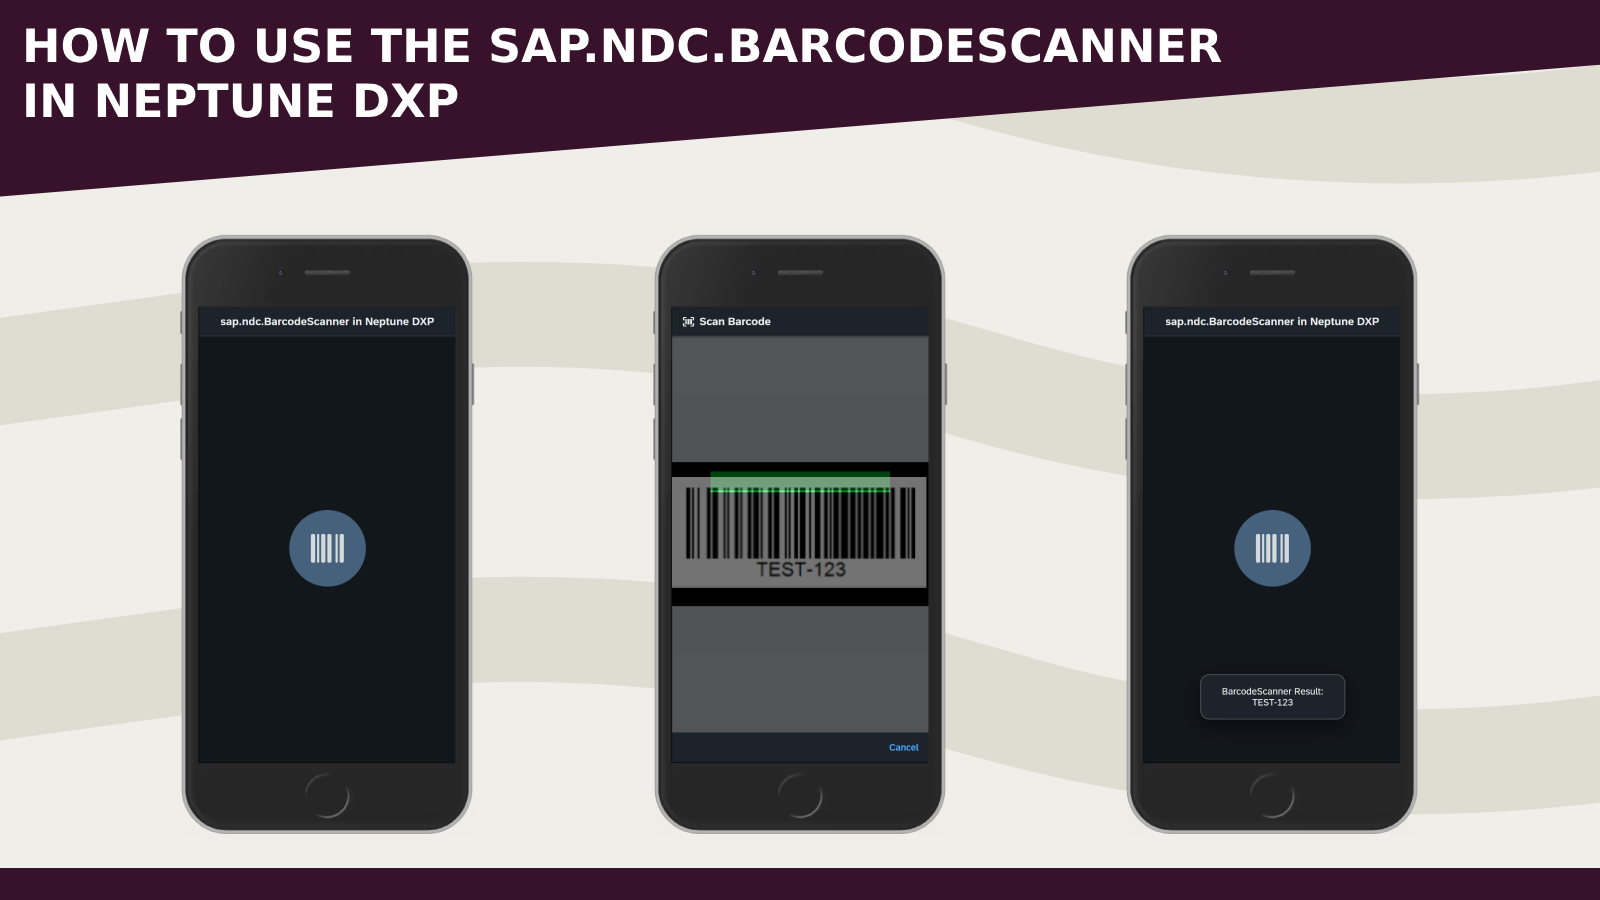 HOW TO USE THE SAP.NDC.BARCODESCANNER
IN NEPTUNE DXP
sap.ndc.BarcodeScanner in Neptune DXP
Scan Barcode
TEST-123
Cancel
sap.ndc.BarcodeScanner in Neptune DXP
BarcodeScanner Result:
TEST-123